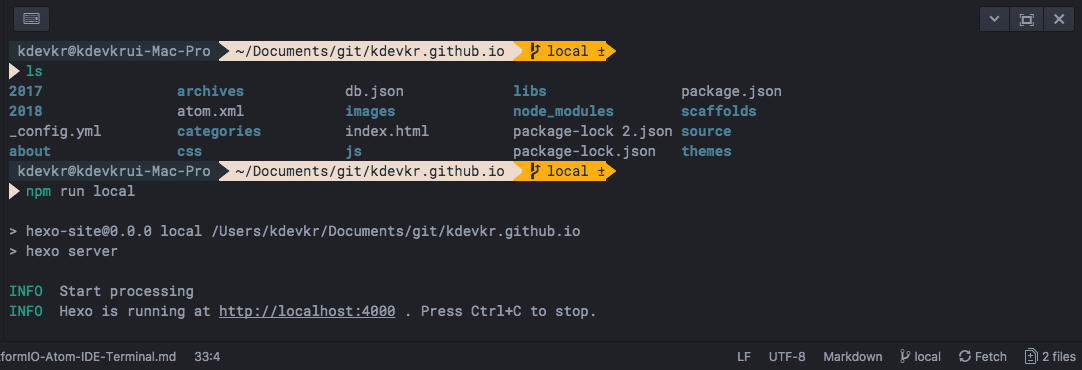 kdevkr@kdevkrui-Mac-Pro ~/Documents/git/kdevkr.github.io local ±
ls
2017 archives db.json libs package.json
2018 atom.xml images node_modules scaffolds
_config.yml categories index.html package-lock 2.json source
about css js package-lock.json themes
kdevkr@kdevkrui-Mac-Pro ~/Documents/git/kdevkr.github.io local ±
npm run local
> hexo-site@0.0.0 local /Users/kdevkr/Documents/git/kdevkr.github.io
> hexo server
INFO Start processing
INFO Hexo is running at http://localhost:4000 . Press Ctrl+C to stop.
formIO-Atom-IDE-Terminal.md 33:4 LF UTF-8 Markdown local Fetch 2 files